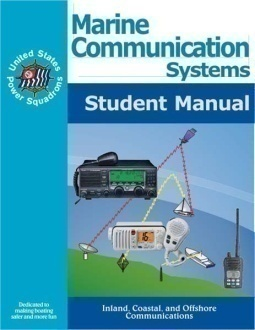 Marine
Communication
Systems
Student Manual
United States
Power Squadrons
16
Dedicated to
making boating
safer and more fun
Inland, Coastal, and Offshore
Communications